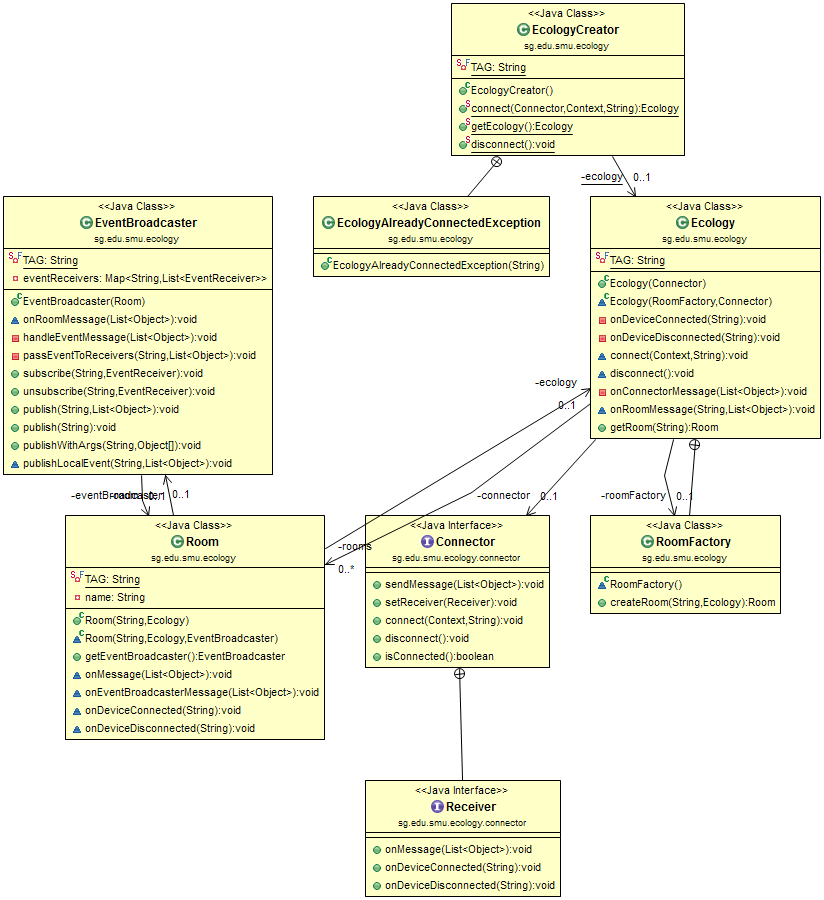 <<Java Class>>
EcologyCreator
sg.edu.smu.ecology
TAG: String
EcologyCreator()
connect(Connector,Context,String):Ecology
getEcology():Ecology
disconnect():void
-ecology
0..1
<<Java Class>>
EventBroadcaster
sg.edu.smu.ecology
TAG: String
eventReceivers: Map<String,List<EventReceiver>>
EventBroadcaster(Room)
onRoomMessage(List<Object>):void
handleEventMessage(List<Object>):void
passEventToReceivers(String,List<Object>):void
subscribe(String,EventReceiver):void
unsubscribe(String,EventReceiver):void
publish(String,List<Object>):void
publish(String):void
publishWithArgs(String,Object[]):void
publishLocalEvent(String,List<Object>):void
<<Java Class>>
EcologyAlreadyConnectedException
sg.edu.smu.ecology
EcologyAlreadyConnectedException(String)
<<Java Class>>
Ecology
sg.edu.smu.ecology
TAG: String
Ecology(Connector)
Ecology(RoomFactory,Connector)
onDeviceConnected(String):void
onDeviceDisconnected(String):void
connect(Context,String):void
disconnect():void
onConnectorMessage(List<Object>):void
onRoomMessage(String,List<Object>):void
getRoom(String):Room
-ecology
0..1
-eventBroadcaster
0..1
0..1
-connector
0..1
-roomFactory
0..1
-rooms
0..*
<<Java Class>>
Room
sg.edu.smu.ecology
TAG: String
name: String
Room(String,Ecology)
Room(String,Ecology,EventBroadcaster)
getEventBroadcaster():EventBroadcaster
onMessage(List<Object>):void
onEventBroadcasterMessage(List<Object>):void
onDeviceConnected(String):void
onDeviceDisconnected(String):void
<<Java Interface>>
Connector
sg.edu.smu.ecology.connector
sendMessage(List<Object>):void
setReceiver(Receiver):void
connect(Context,String):void
disconnect():void
isConnected():boolean
<<Java Class>>
RoomFactory
sg.edu.smu.ecology
RoomFactory()
createRoom(String,Ecology):Room
<<Java Interface>>
Receiver
sg.edu.smu.ecology.connector
onMessage(List<Object>):void
onDeviceConnected(String):void
onDeviceDisconnected(String):void